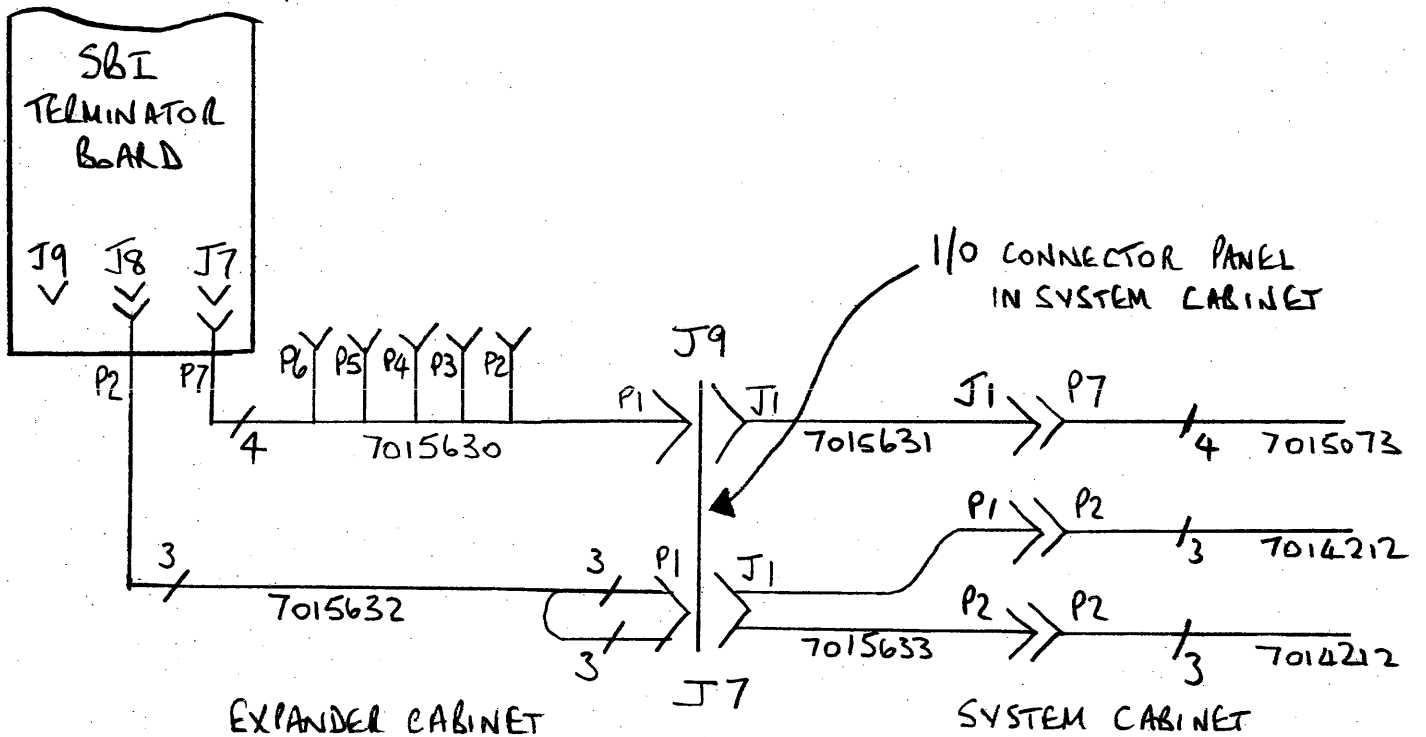 SBI
TERMINATOR
BOARD
J9 J8 J7
I/O CONNECTOR PANEL
IN SYSTEM CABINET
P2 P7 P6 P5 P4 P3 P2
J9
P1 J1 J1 P7
4 7015630 7015631 4 7015073
P1 P2
3 7014212
3 3 P1 J1
7015632
P2 P2
3 7015633 3 7014212
J7
EXPANDER CABINET SYSTEM CABINET